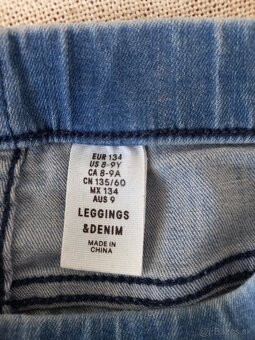 EUR 134
US 8-9Y
CA 8-9A
CN 135/60
MX 134
AUS 9
LEGGINGS
&DENIM
MADE IN
CHINA